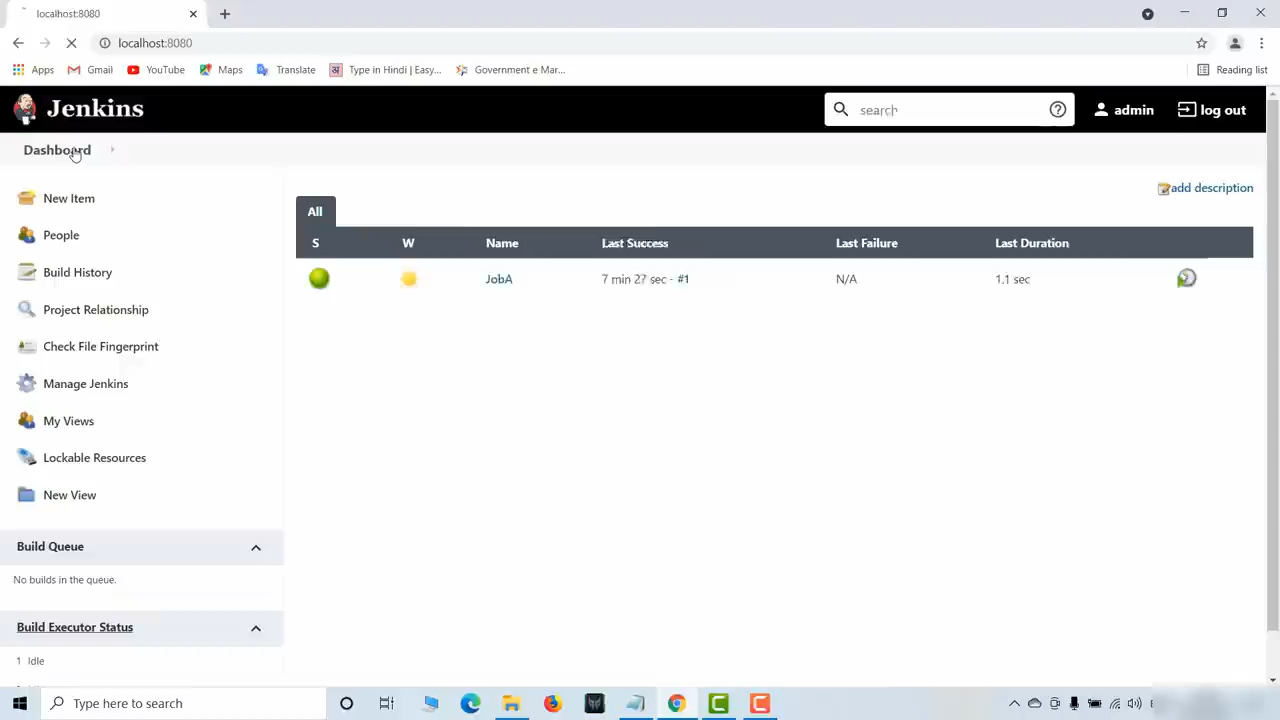 localhost:8080
localhost:8080
Apps Gmail YouTube Maps Translate Type in Hindi | Easy... Government e Mar... Reading list
Jenkins search admin log out
Dashboard
add description
New Item
People
Build History
Project Relationship
Check File Fingerprint
Manage Jenkins
My Views
Lockable Resources
New View
All
S W Name Last Success Last Failure Last Duration
JobA 7 min 27 sec - #1 N/A 1.1 sec
Build Queue
No builds in the queue.
Build Executor Status
1 Idle
Type here to search